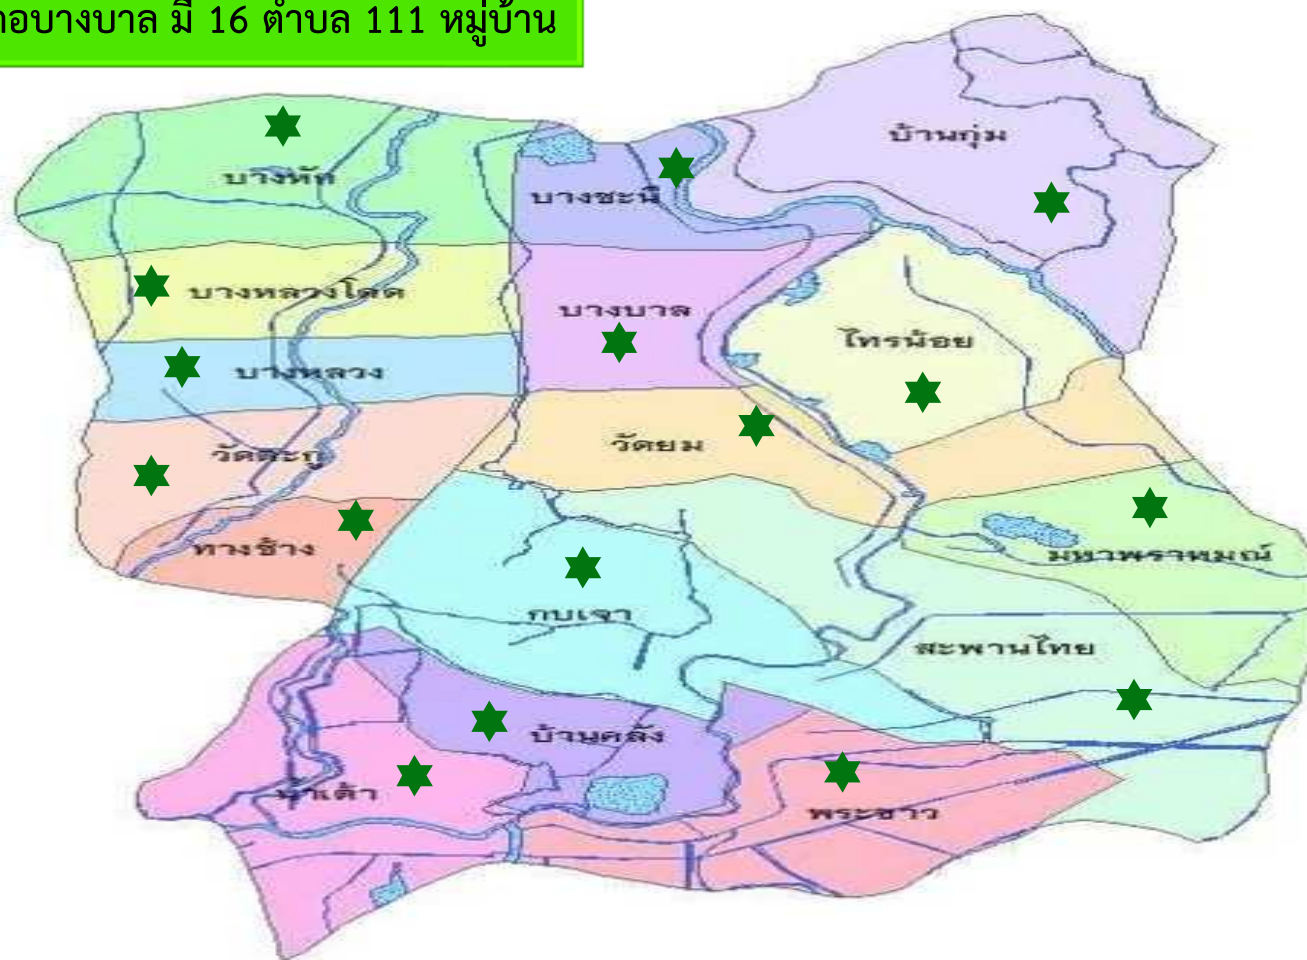 กอบางบาล มี 16 ตำบล 111 หมู่บ้าน
บ้านกุ่ม
บางหัก
บางชะนี
บางหลวงโดด
บางบาล
ไทรน้อย
บางหลวง
วัดยม
วัดตะกู
ทางช้าง
มหาพราหมณ์
กบเจา
สะพานไทย
บ้านคลัง
น้ำเต้า
พระขาว